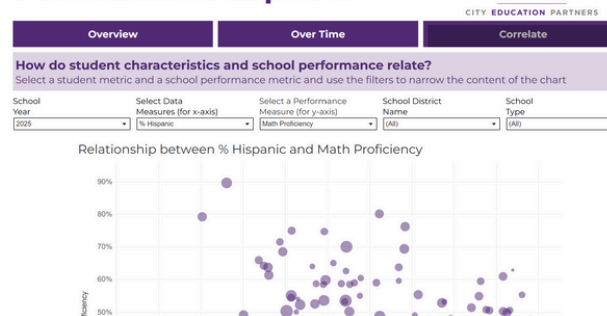 CITY EDUCATION PARTNERS
Overview
Over Time
Correlate
How do student characteristics and school performance relate?
Select a student metric and a school performance metric and use the filters to narrow the content of the chart
School
Year
2025
Select Data
Measures (for x-axis)
% Hispanic
Select a Performance
Measure (for y-axis)
Math Proficiency
School District
Name
(All)
School
Type
(All)
Relationship between % Hispanic and Math Proficiency
90%
80%
70%
60%
50%